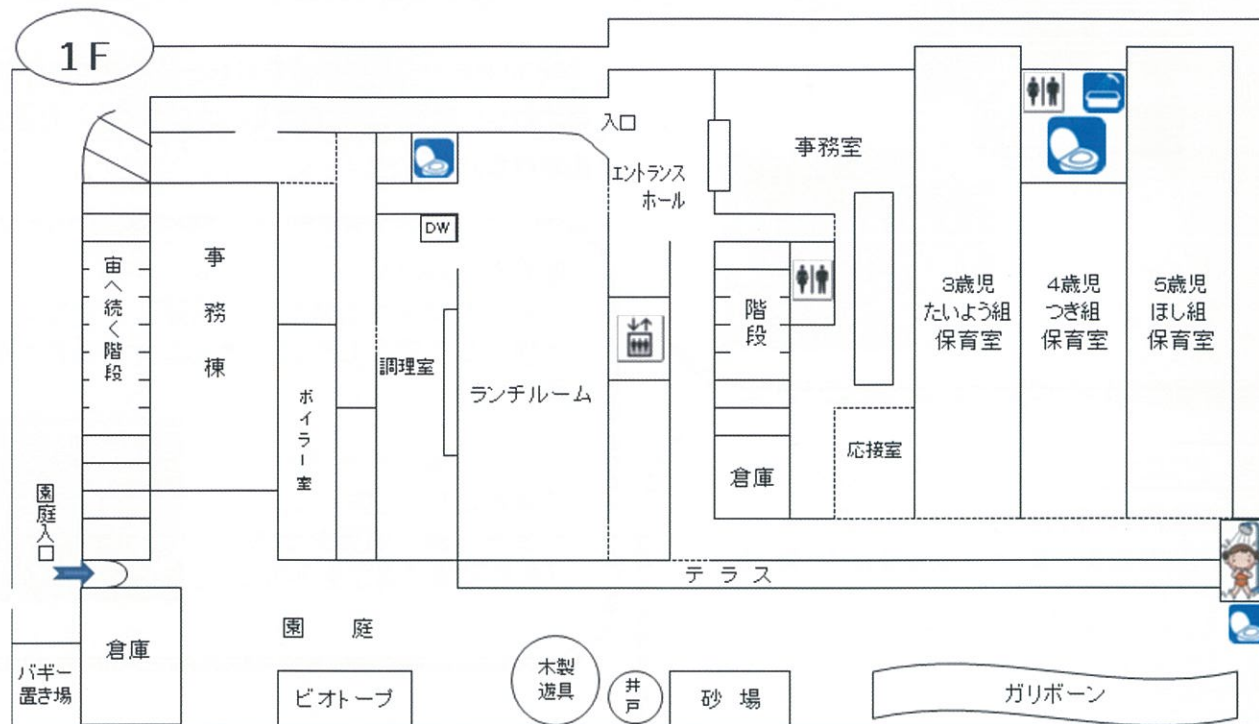 1F
入口
エントランス
ホール
事務室
DW
宙へ続く階段
事務棟
ボイラー室
調理室
ランチルーム
階段
倉庫
応接室
3歳児
たいよう組
保育室
4歳児
つき組
保育室
5歳児
ほし組
保育室
園庭入口
テラス
倉庫
園庭
バギー
置き場
ビオトープ
木製
遊具
井戸
砂場
ガリボーン